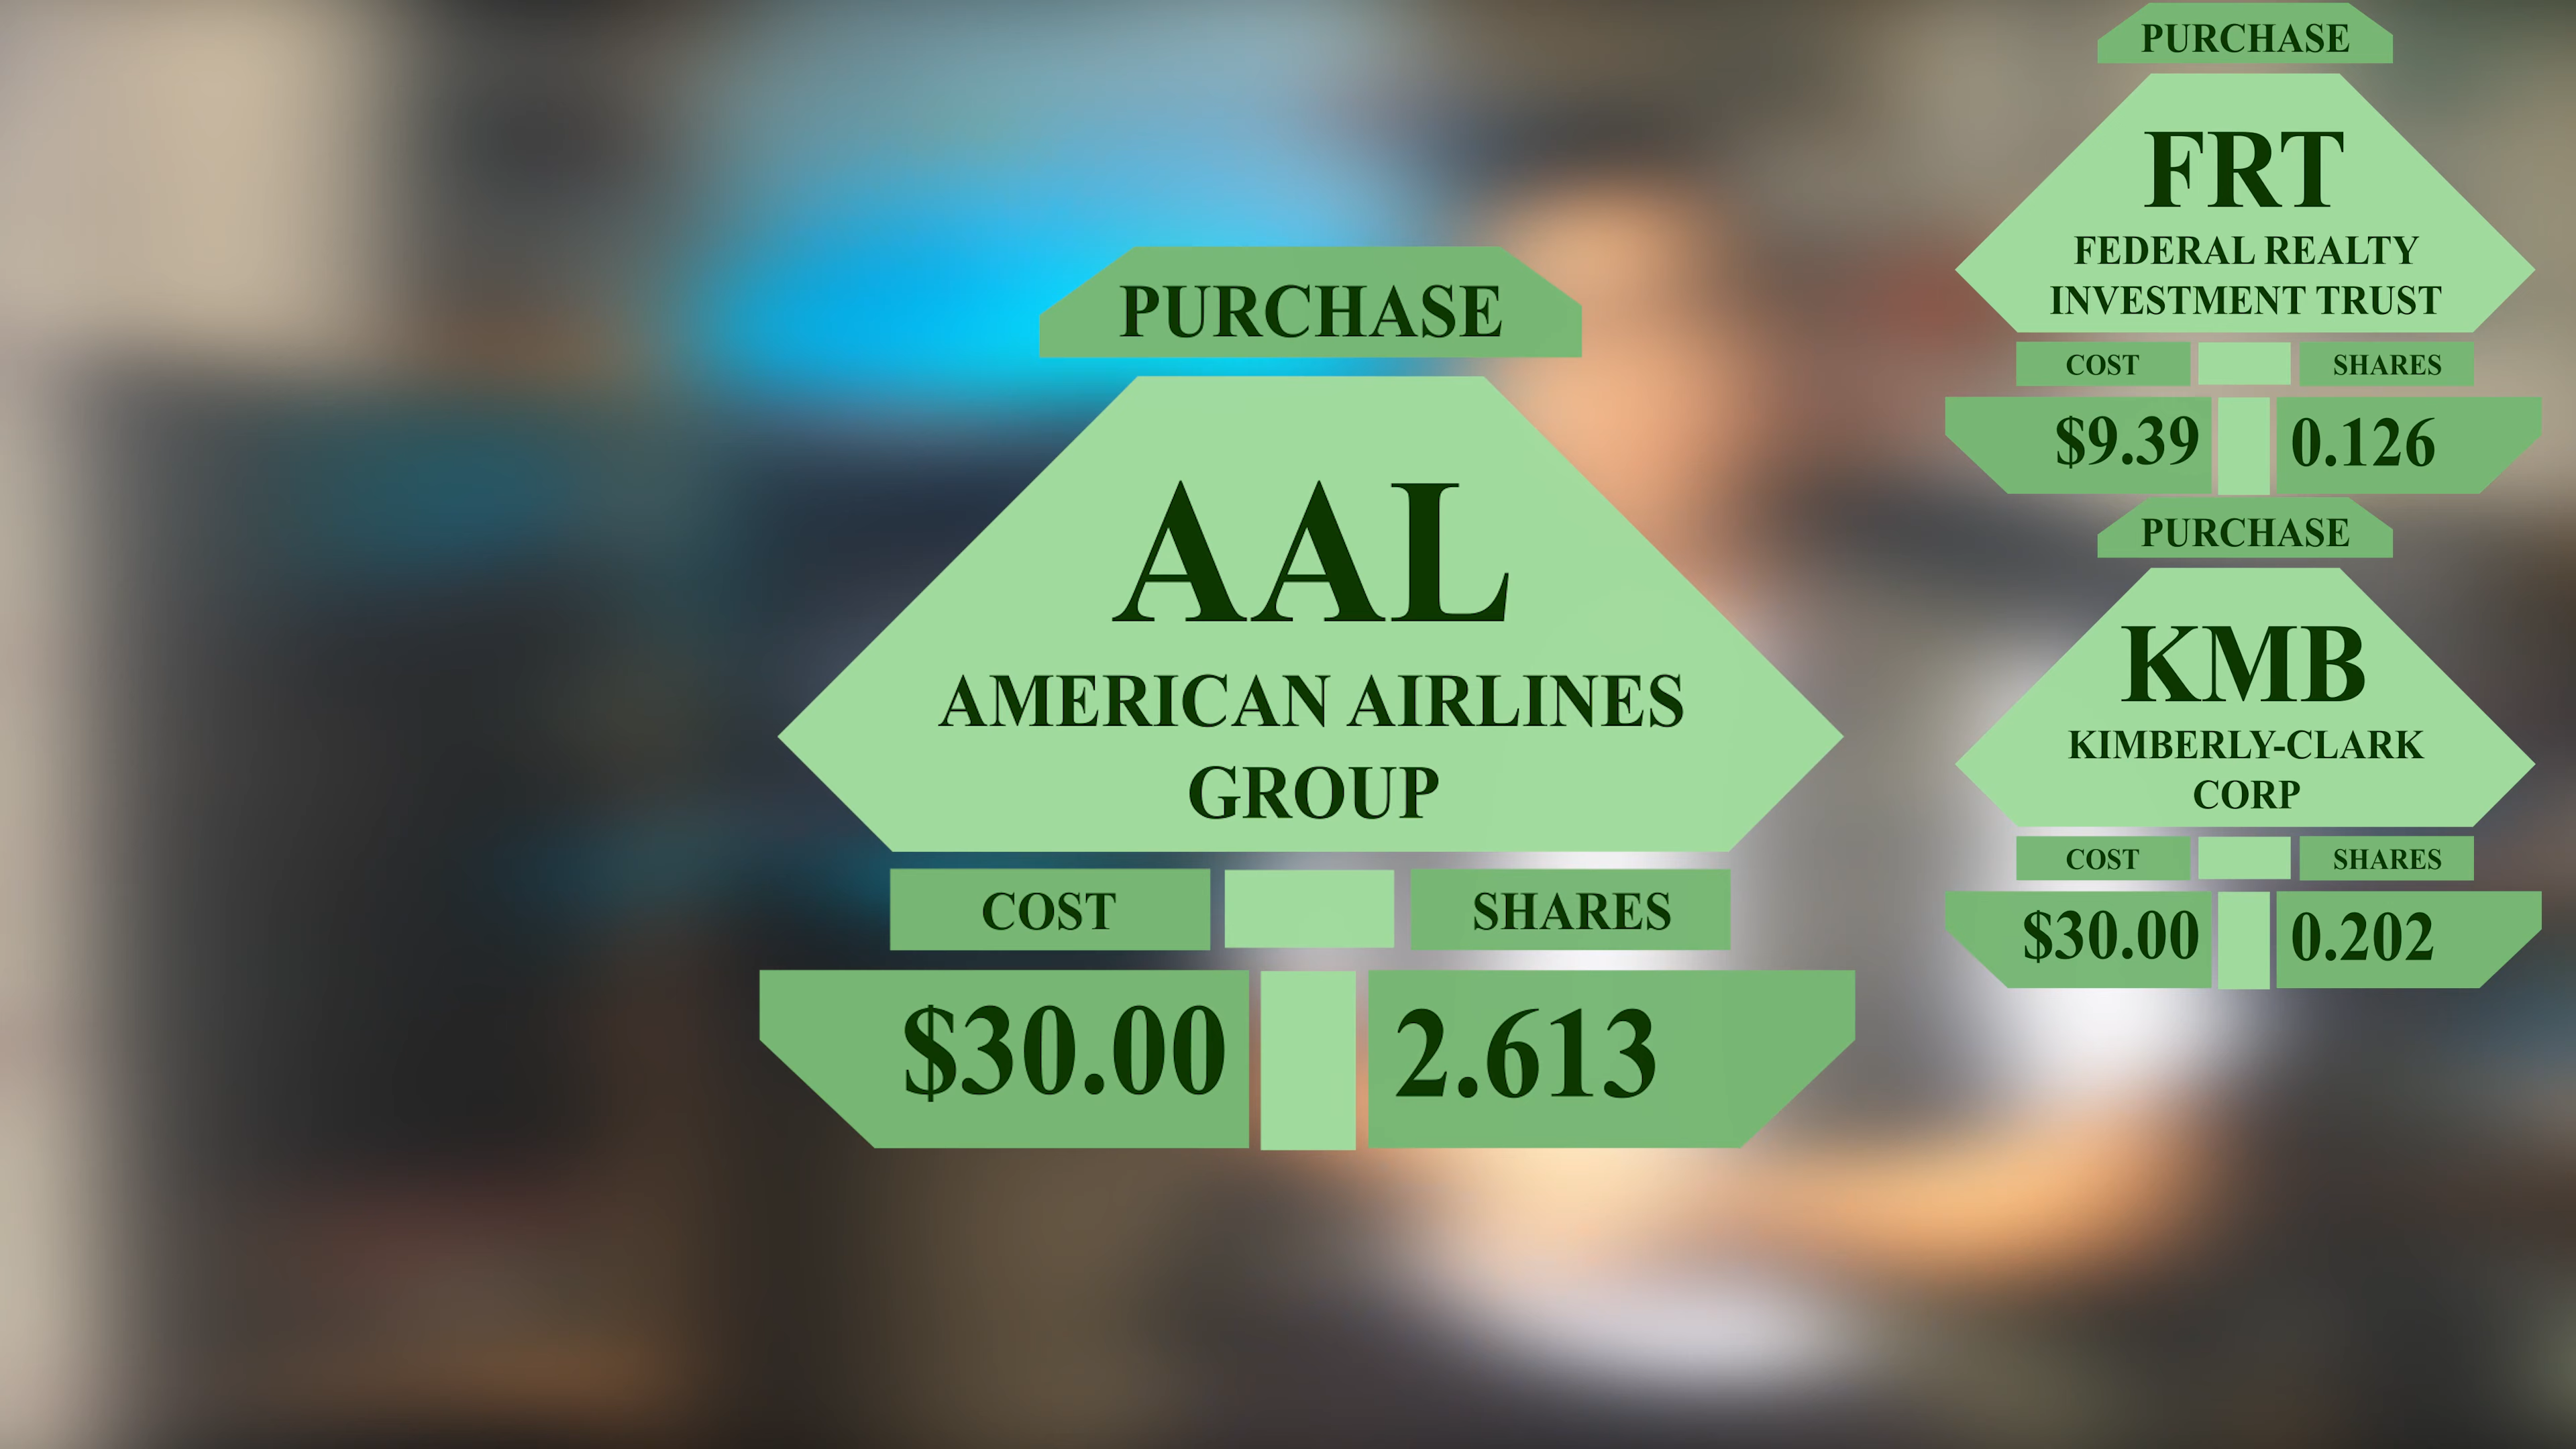 PURCHASE
AAL
AMERICAN AIRLINES
GROUP
COST
SHARES
$30.00
2.613
PURCHASE
FRT
FEDERAL REALTY
INVESTMENT TRUST
COST
SHARES
$9.39
0.126
PURCHASE
KMB
KIMBERLY-CLARK
CORP
COST
SHARES
$30.00
0.202